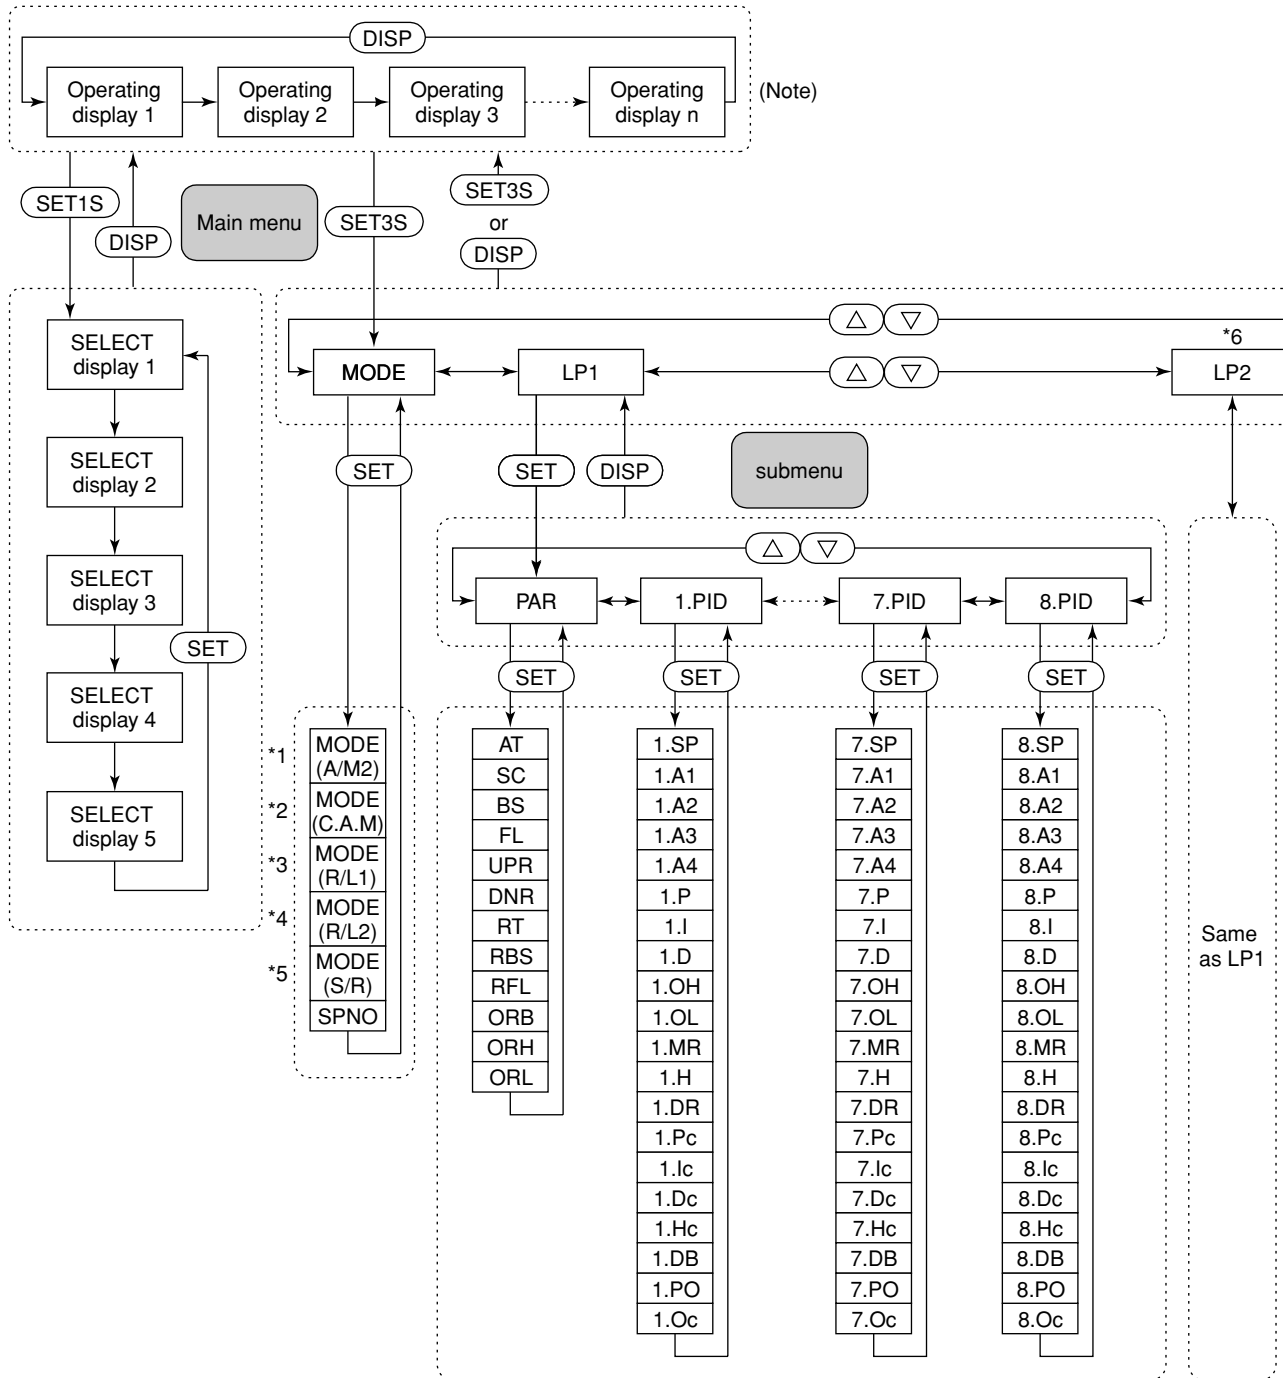 DISP
Operating
display 1
Operating
display 2
Operating
display 3
Operating
display n
(Note)
SET1S
DISP
Main menu
SET3S
SET3S
or
DISP
SELECT
display 1
SELECT
display 2
SELECT
display 3
SELECT
display 4
SELECT
display 5
SET
△ ▽
*6
MODE
LP1
△ ▽
LP2
SET
SET
DISP
submenu
△ ▽
PAR
1.PID
7.PID
8.PID
SET
SET
SET
SET
*1
MODE
(A/M2)
*2
MODE
(C.A.M)
*3
MODE
(R/L1)
*4
MODE
(R/L2)
*5
MODE
(S/R)
SPNO
AT
SC
BS
FL
UPR
DNR
RT
RBS
RFL
ORB
ORH
ORL
1.SP
1.A1
1.A2
1.A3
1.A4
1.P
1.I
1.D
1.OH
1.OL
1.MR
1.H
1.DR
1.Pc
1.Ic
1.Dc
1.Hc
1.DB
1.PO
1.Oc
7.SP
7.A1
7.A2
7.A3
7.A4
7.P
7.I
7.D
7.OH
7.OL
7.MR
7.H
7.DR
7.Pc
7.Ic
7.Dc
7.Hc
7.DB
7.PO
7.Oc
8.SP
8.A1
8.A2
8.A3
8.A4
8.P
8.I
8.D
8.OH
8.OL
8.MR
8.H
8.DR
8.Pc
8.Ic
8.Dc
8.Hc
8.DB
8.PO
8.Oc
Same
as LP1